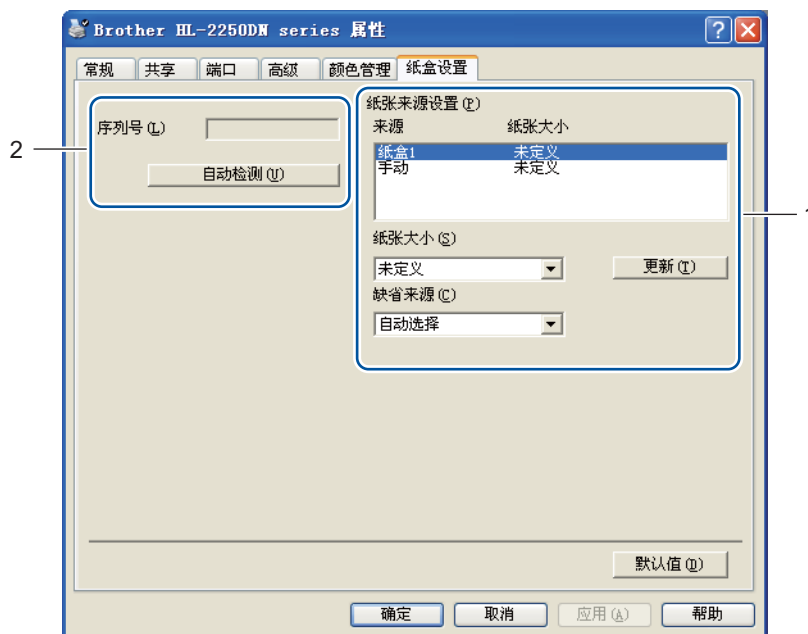 Brother HL-2250DN series 属性
常规 共享 端口 高级 颜色管理 纸盒设置
2
序列号(L)
自动检测(U)
纸张来源设置(P)
来源 纸张大小
纸盒1 未定义
手动 未定义
1
纸张大小(S)
未定义 更新(T)
缺省来源(C)
自动选择
默认值(D)
确定 取消 应用(A) 帮助